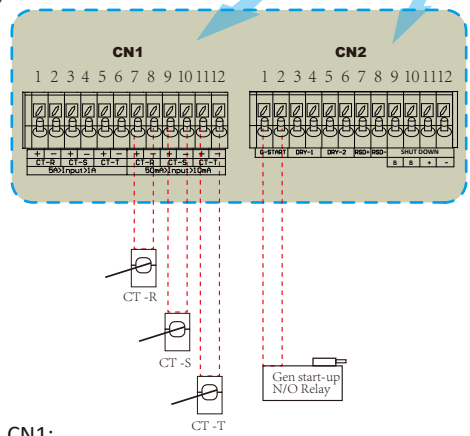 CN1 CN2
1 2 3 4 5 6 7 8 9 10 11 12 1 2 3 4 5 6 7 8 9 10 11 12
+ − + − + − + − + − + − G-START DRY-1 DRY-2 RSD+ RSD- SHUT DOWN
CT-R CT-S CT-T CT-R CT-S CT-T B B + −
5A>Input>1A 50mA>Input>10mA
CT -R
CT -S
Gen start-up
N/O Relay
CT -T
CN1: